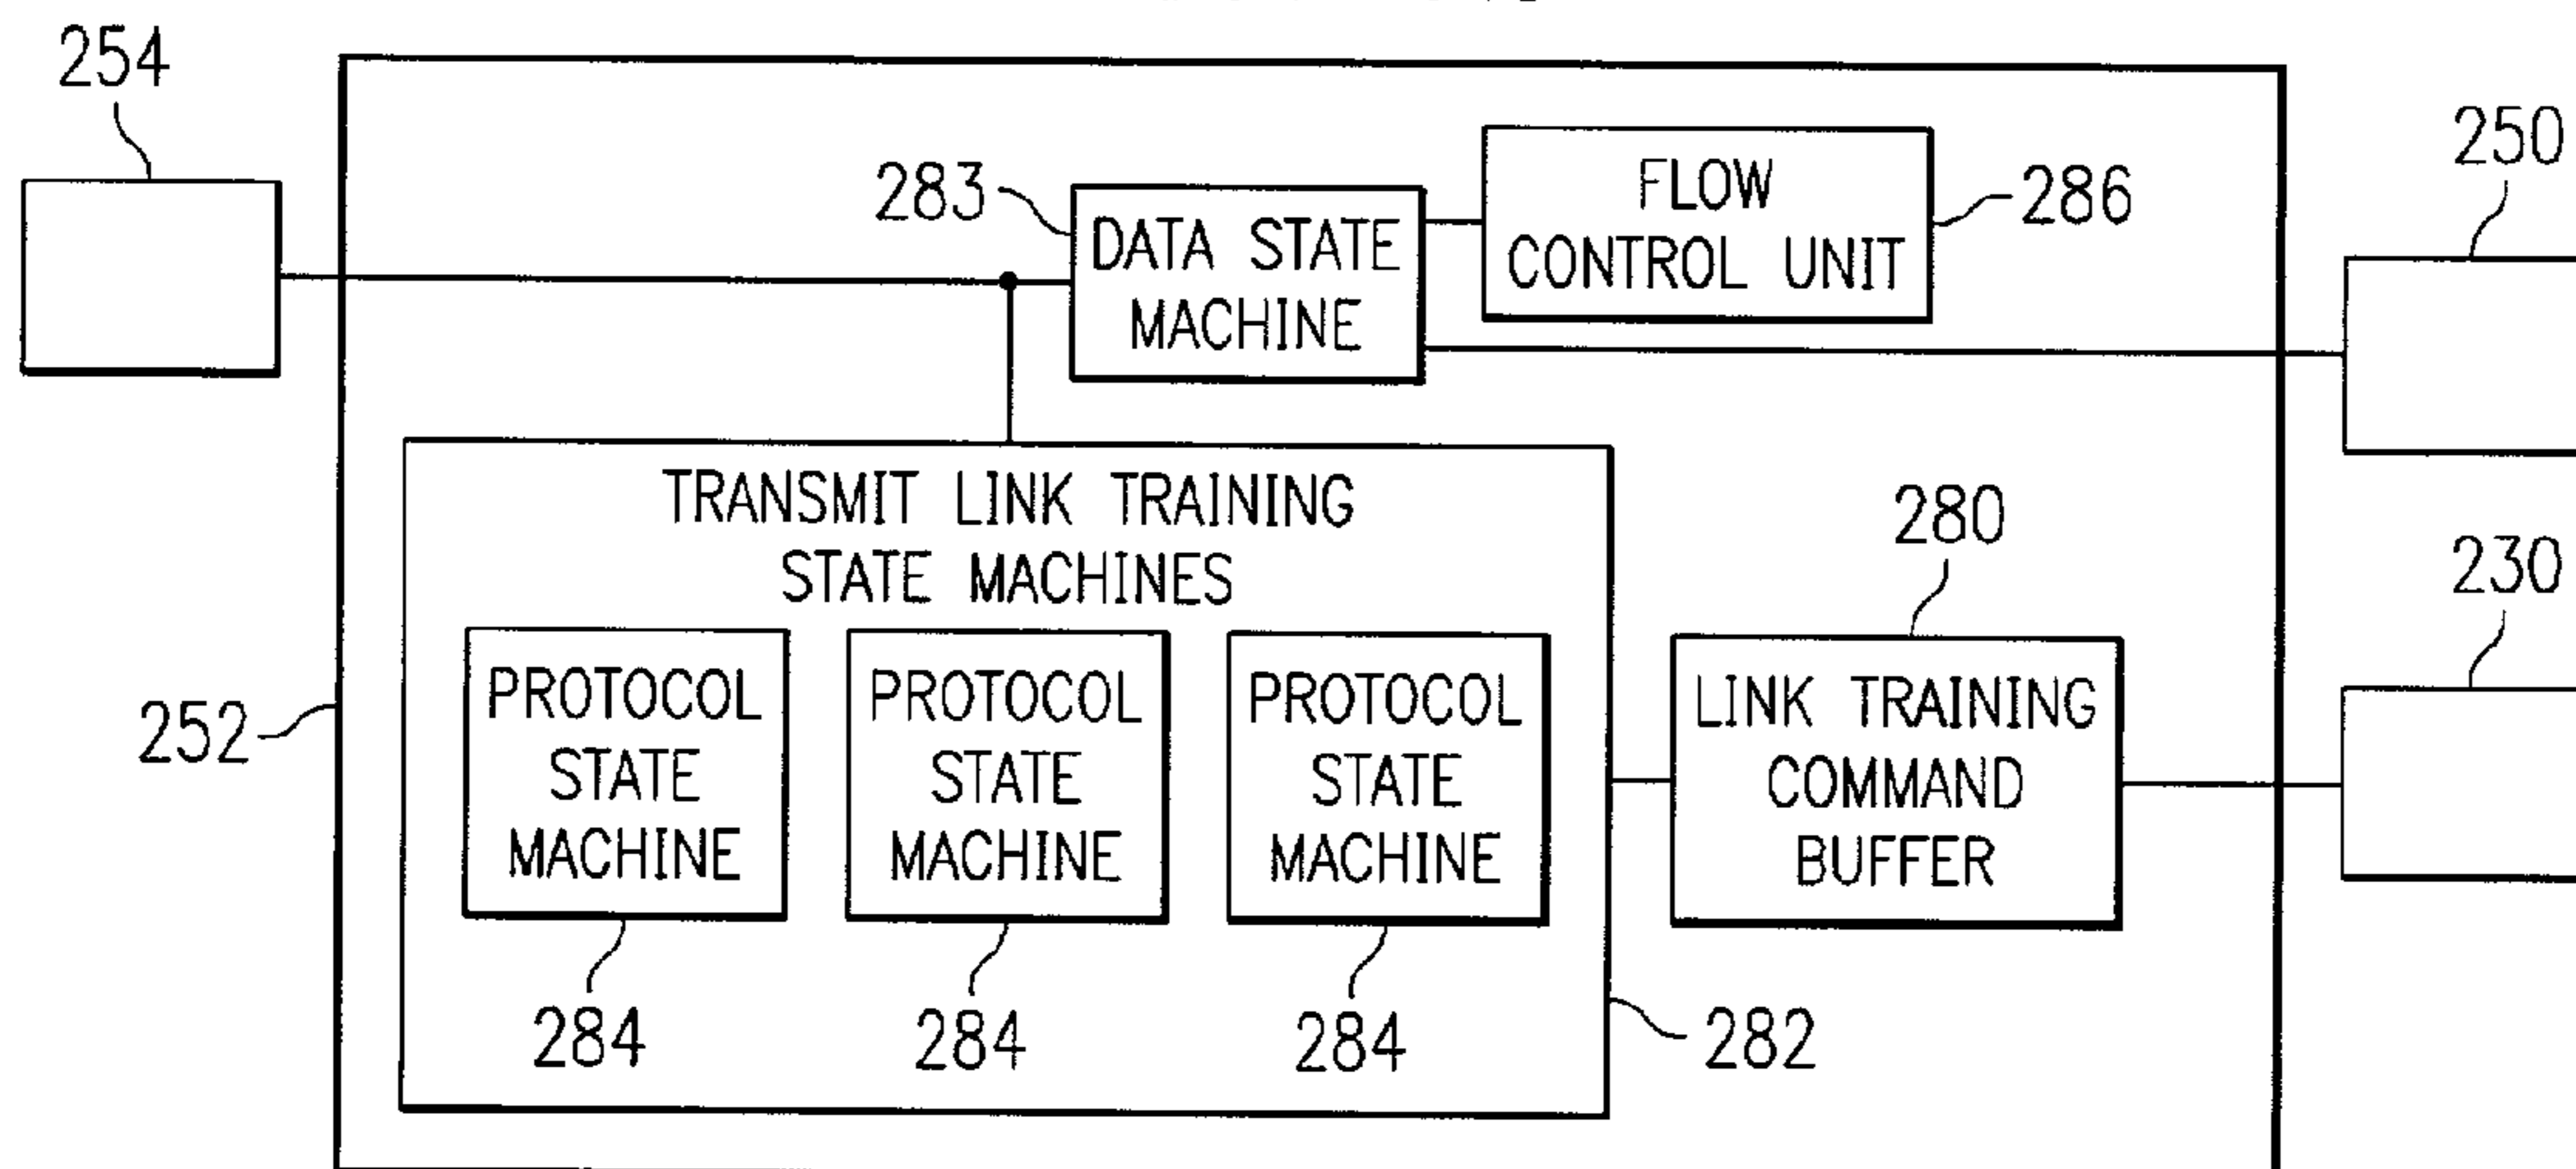 254
250
283
FLOW
CONTROL UNIT
286
DATA STATE
MACHINE
TRANSMIT LINK TRAINING
STATE MACHINES
280
230
252
PROTOCOL
STATE
MACHINE
PROTOCOL
STATE
MACHINE
PROTOCOL
STATE
MACHINE
LINK TRAINING
COMMAND
BUFFER
284
284
284
282